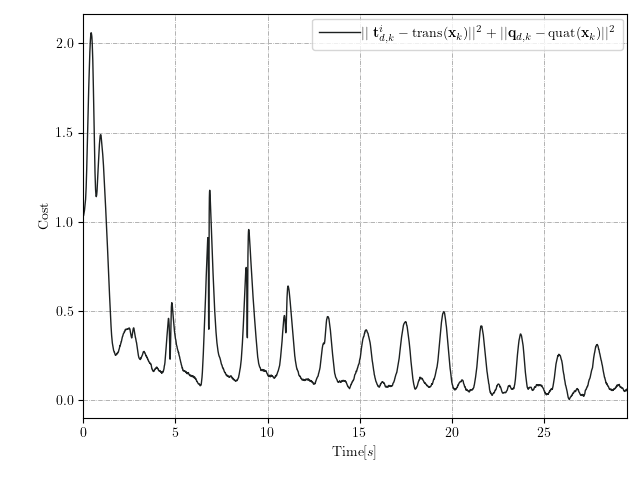 || t^i_{d,k} − trans(x_k)||^2 + ||q_{d,k} − quat(x_k)||^2
2.0
1.5
1.0
0.5
0.0
Cost
0 5 10 15 20 25
Time[s]